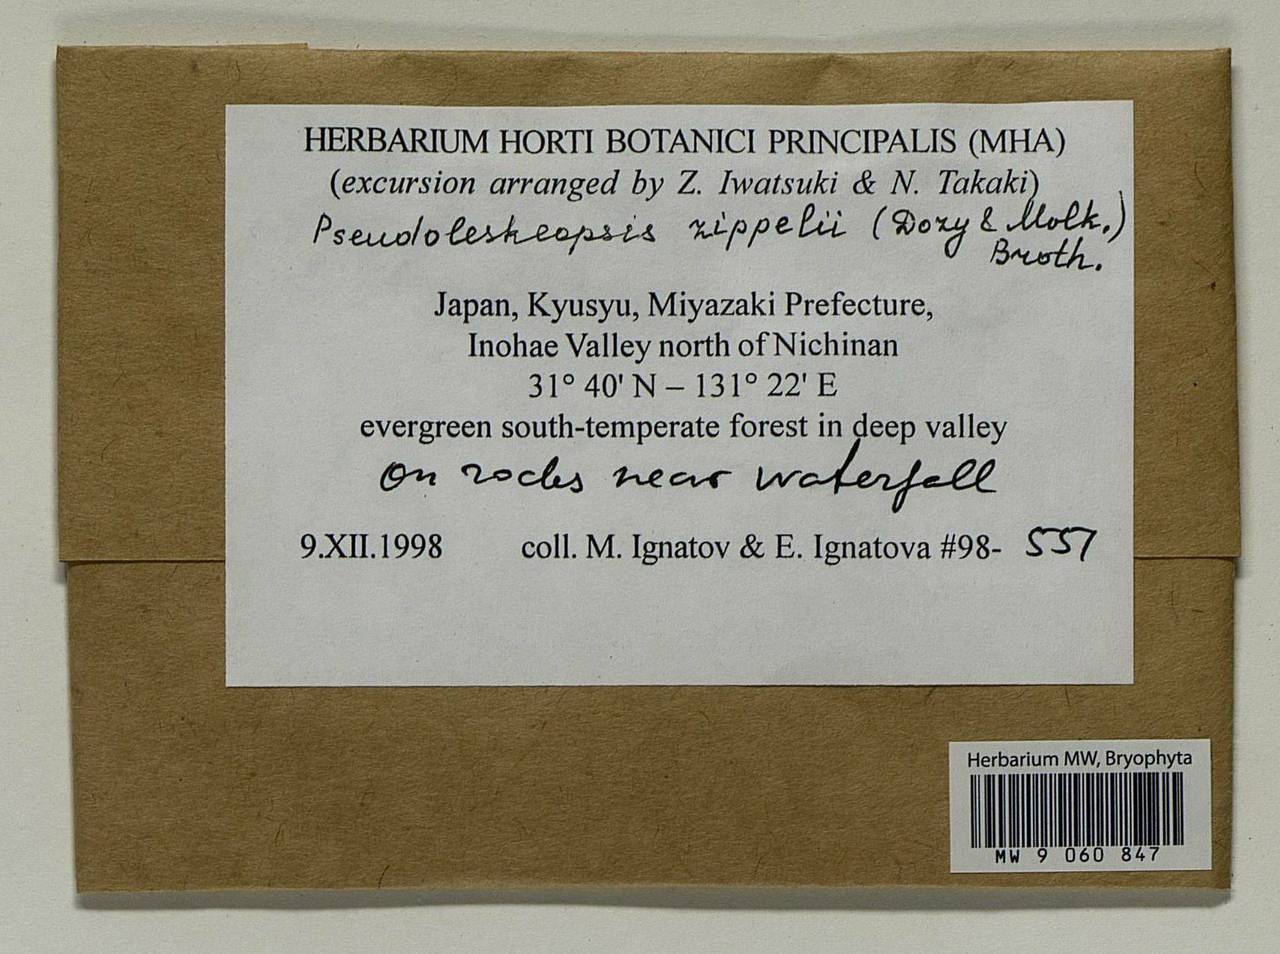 HERBARIUM HORTI BOTANICI PRINCIPALIS (MHA)
(excursion arranged by Z. Iwatsuki & N. Takaki)
Pseudoleskeopsis zippelii (Dozy & Molk.)
Broth.
Japan, Kyusyu, Miyazaki Prefecture,
Inohae Valley north of Nichinan
31° 40' N – 131° 22' E
evergreen south-temperate forest in deep valley
On rocks near waterfall
9.XII.1998 coll. M. Ignatov & E. Ignatova #98- 557
Herbarium MW, Bryophyta
MW 9 060 847